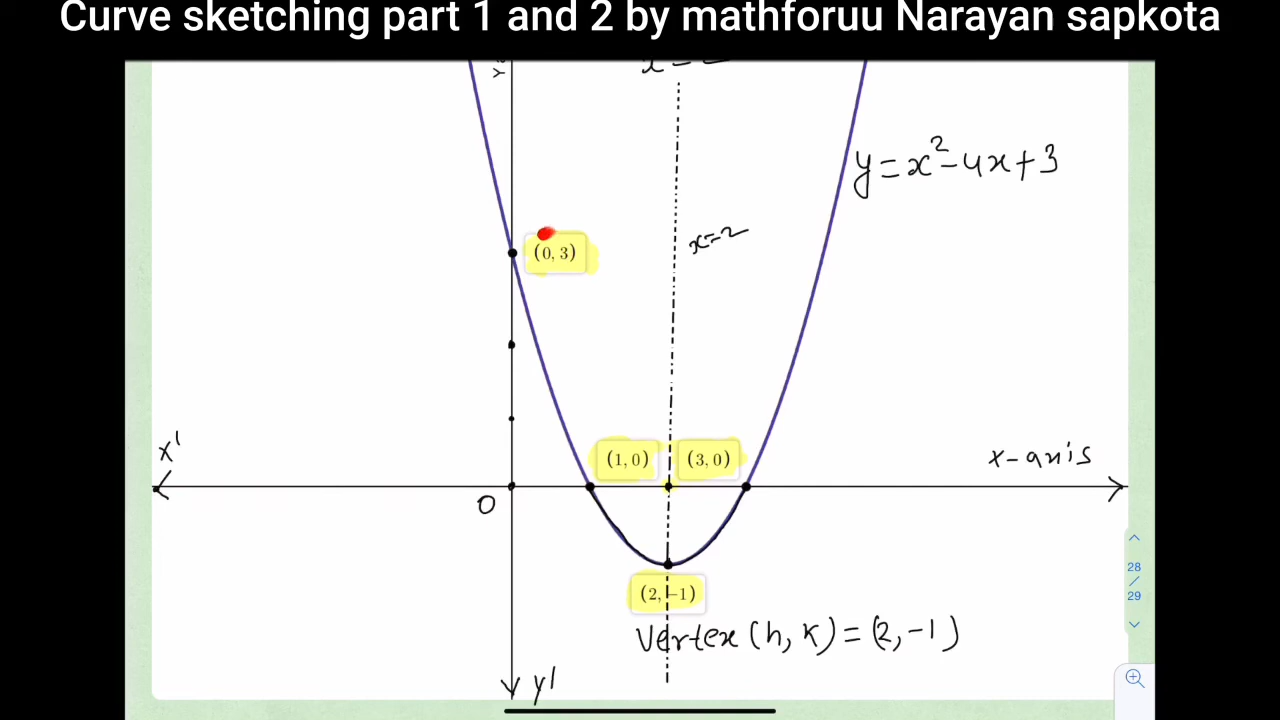 Curve sketching part 1 and 2 by mathforuu Narayan sapkota
y=x²-4x+3
x=2
(0, 3)
x'
(1, 0)
(3, 0)
x-axis
O
28
/
29
(2, -1)
Vertex (h, k) = (2, -1)
y'